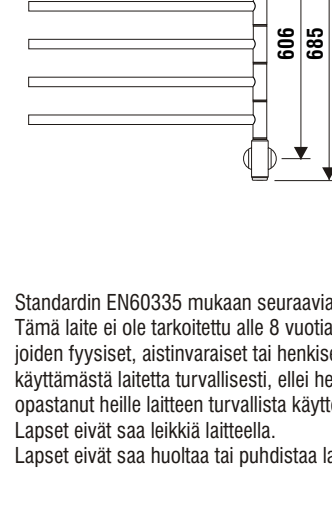 606
685
Standardin EN60335 mukaan seuraavia
Tämä laite ei ole tarkoitettu alle 8 vuotia
joiden fyysiset, aistinvaraiset tai henkise
käyttämästä laitetta turvallisesti, ellei he
opastanut heille laitteen turvallista käytt
Lapset eivät saa leikkiä laitteella.
Lapset eivät saa huoltaa tai puhdistaa la